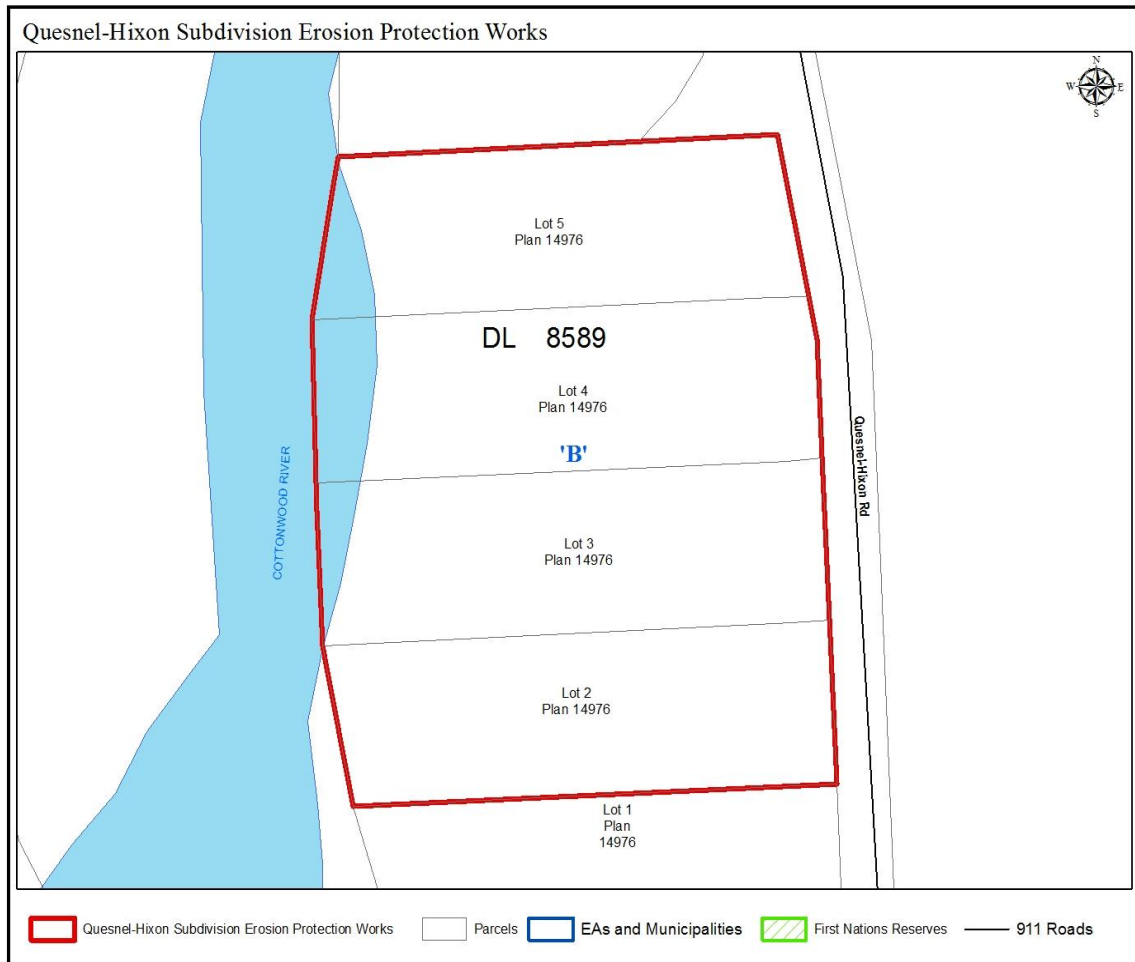 Quesnel-Hixon Subdivision Erosion Protection Works
N
W E
S
Lot 5
Plan 14976
DL 8589
Lot 4
Plan 14976
'B'
COTTONWOOD RIVER
Quesnel-Hixon Rd
Lot 3
Plan 14976
Lot 2
Plan 14976
Lot 1
Plan
14976
Quesnel-Hixon Subdivision Erosion Protection Works
Parcels
EAs and Municipalities
First Nations Reserves
911 Roads